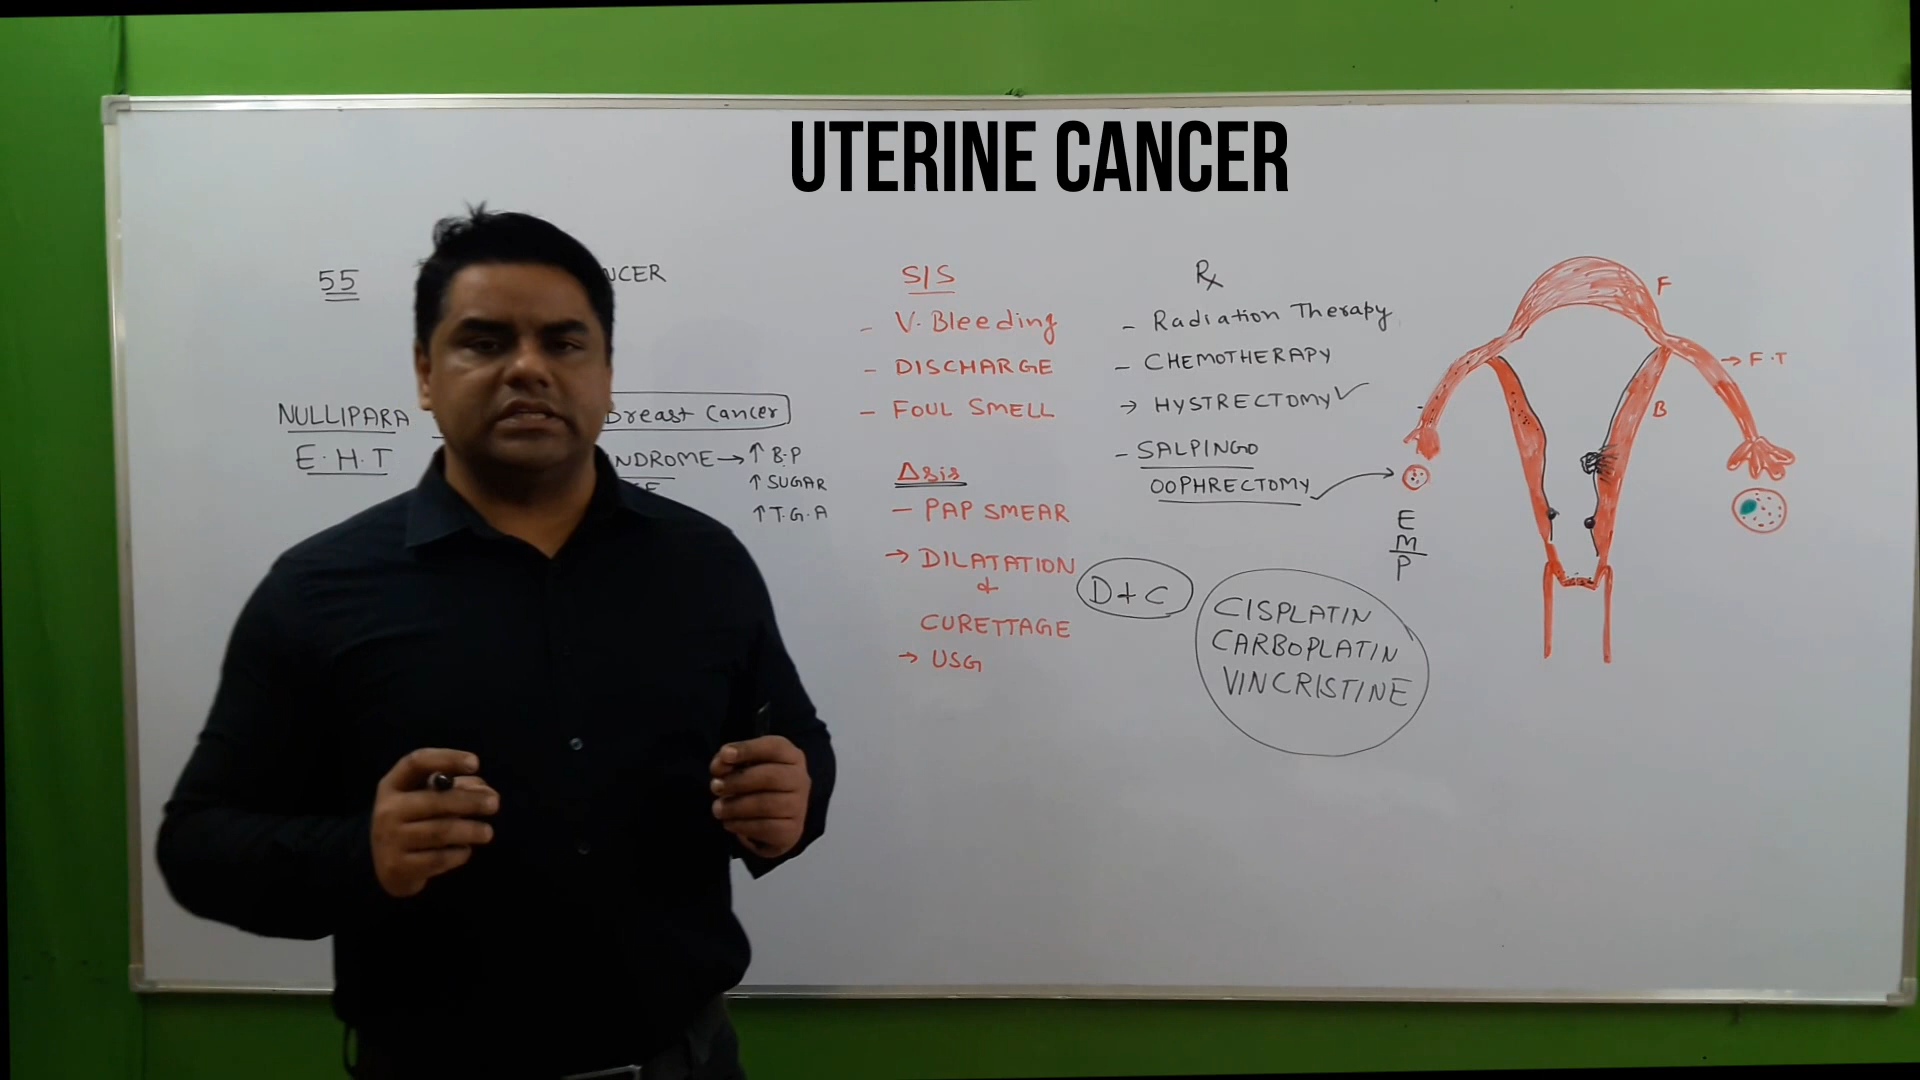 UTERINE CANCER
55
NCER
NULLIPARA
Breast Cancer
E.H.T
NDROME → ↑ B.P
↑ SUGAR
↑ T.G.A
S/S
- V. Bleeding
- DISCHARGE
- FOUL SMELL
Δsis
- PAP SMEAR
→ DILATATION
&
CURETTAGE
→ USG
D+C
Rx
- Radiation Therapy
- CHEMOTHERAPY
→ HYSTRECTOMY ✓
- SALPINGO
OOPHRECTOMY
CISPLATIN
CARBOPLATIN
VINCRISTINE
E
M
P
F
→ F.T
B